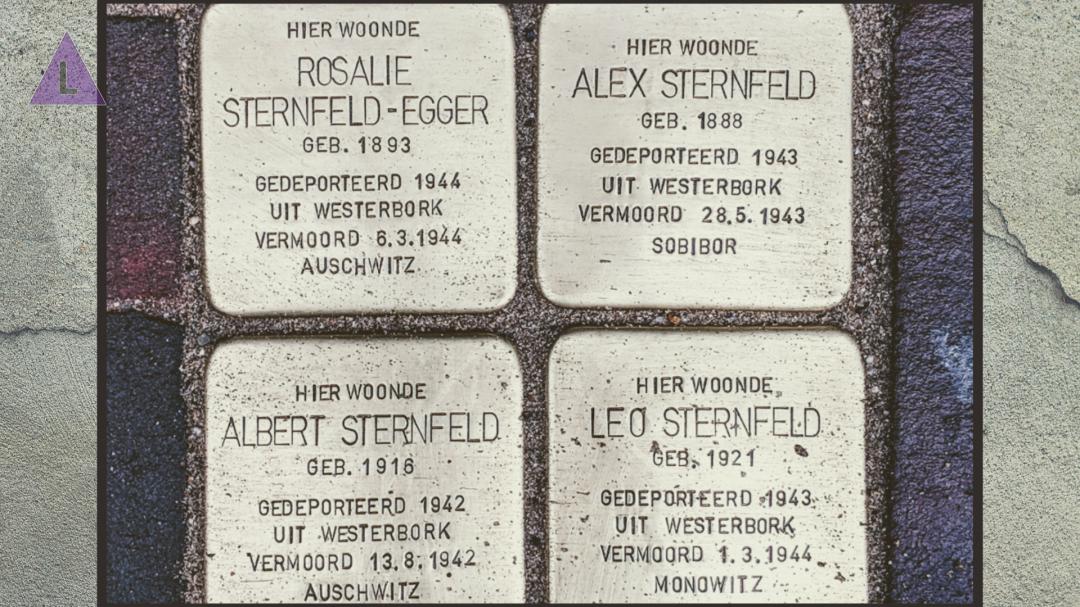 L
HIER WOONDE
ROSALIE
STERNFELD-EGGER
GEB. 1893
GEDEPORTEERD 1944
UIT WESTERBORK
VERMOORD 6.3.1944
AUSCHWITZ
HIER WOONDE
ALEX STERNFELD
GEB. 1888
GEDEPORTEERD 1943
UIT WESTERBORK
VERMOORD 28.5.1943
SOBIBOR
HIER WOONDE
ALBERT STERNFELD
GEB. 1916
GEDEPORTEERD 1942
UIT WESTERBORK
VERMOORD 13.8.1942
AUSCHWITZ
HIER WOONDE
LEO STERNFELD
GEB. 1921
GEDEPORTEERD 1943
UIT WESTERBORK
VERMOORD 1.3.1944
MONOWITZ